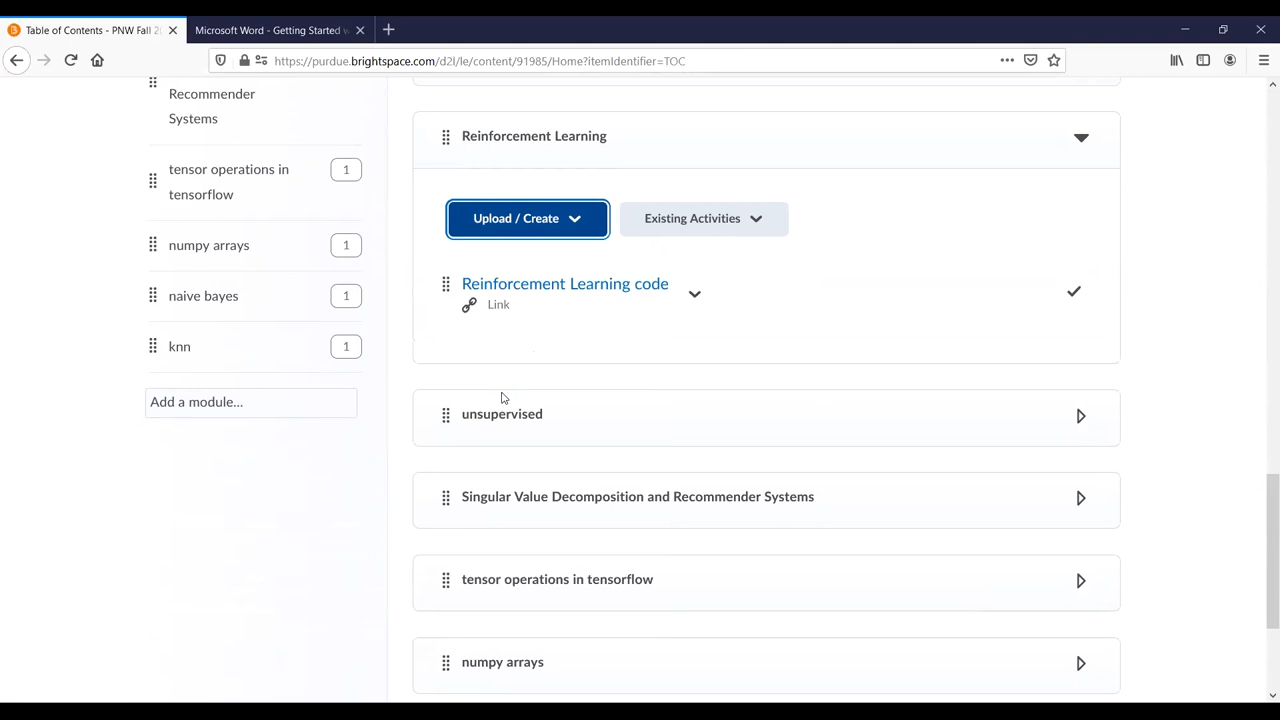 Table of Contents - PNW Fall 2
Microsoft Word - Getting Started
https://purdue.brightspace.com/d2l/le/content/91985/Home?itemIdentifier=TOC
Recommender
Systems
tensor operations in
tensorflow
1
numpy arrays
1
naive bayes
1
knn
1
Add a module...
Reinforcement Learning
Upload / Create
Existing Activities
Reinforcement Learning code
Link
unsupervised
Singular Value Decomposition and Recommender Systems
tensor operations in tensorflow
numpy arrays